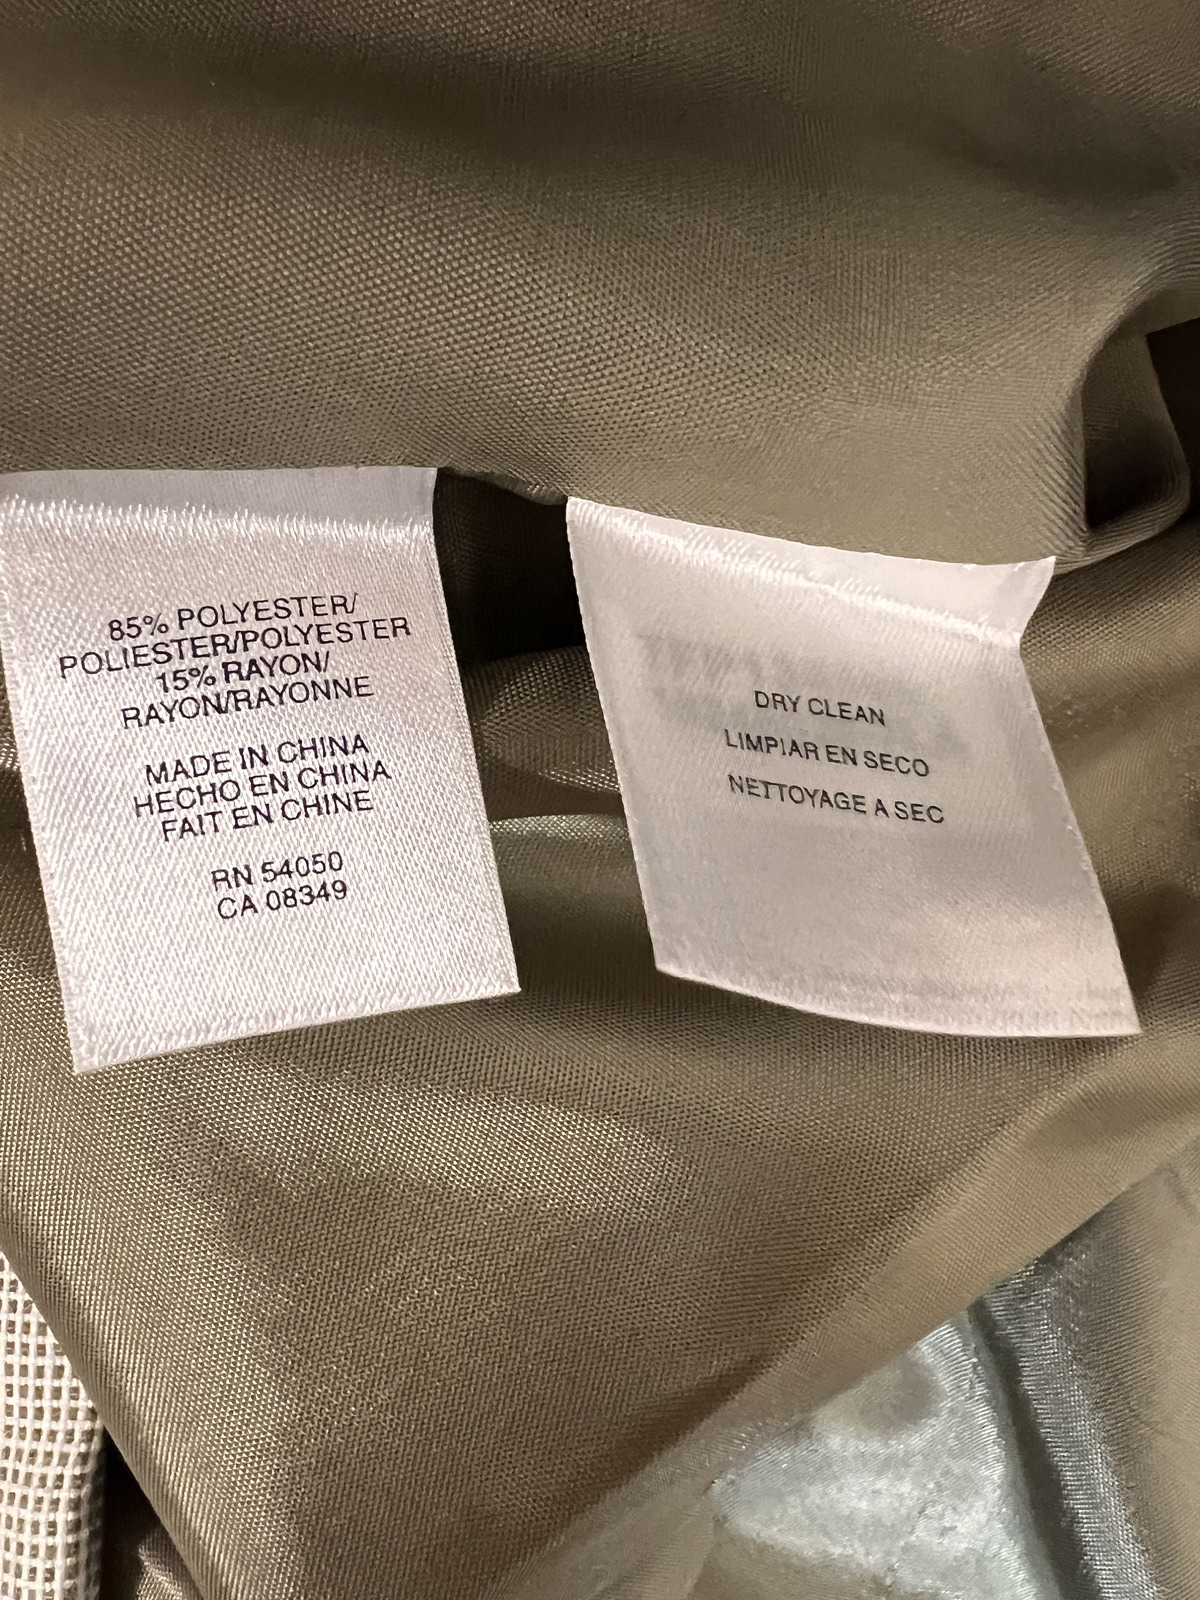 85% POLYESTER/
POLIESTER/POLYESTER
15% RAYON/
RAYON/RAYONNE
MADE IN CHINA
HECHO EN CHINA
FAIT EN CHINE
RN 54050
CA 08349
DRY CLEAN
LIMPIAR EN SECO
NETTOYAGE A SEC